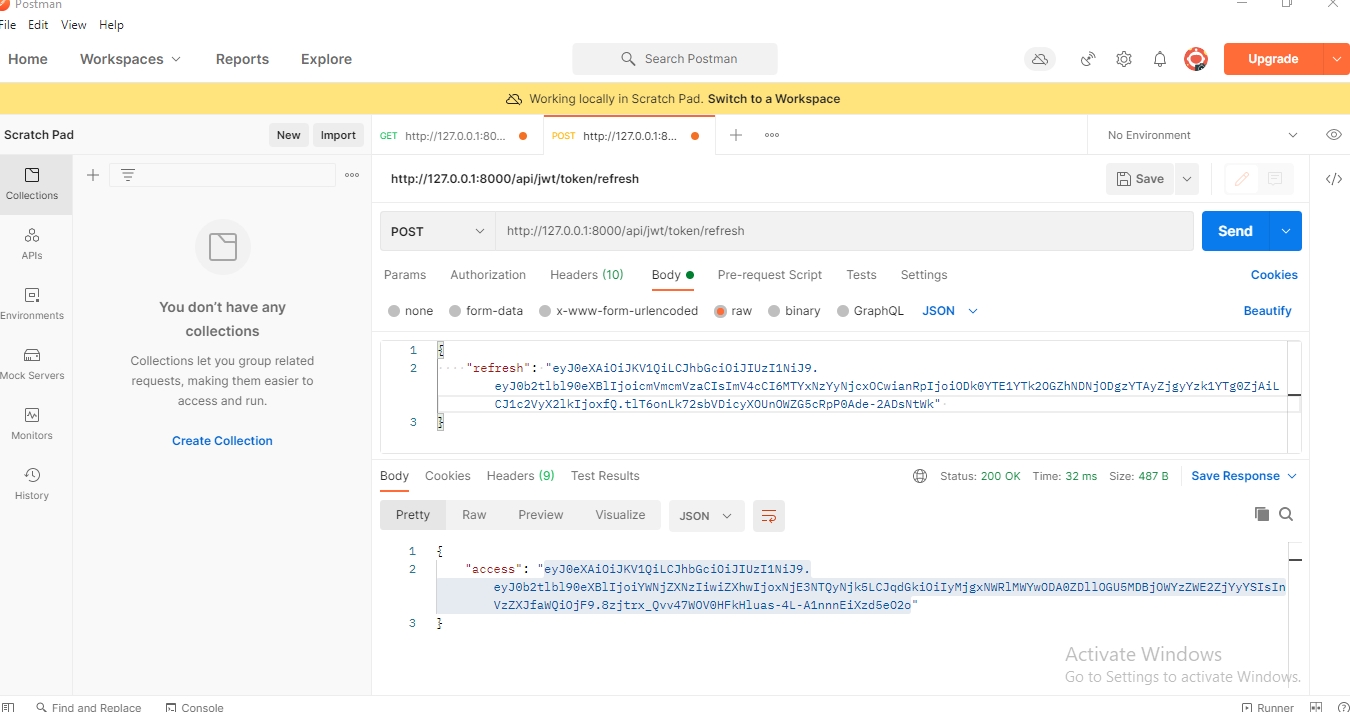 Postman
File Edit View Help
Home Workspaces Reports Explore Search Postman Upgrade
Working locally in Scratch Pad. Switch to a Workspace
Scratch Pad New Import GET http://127.0.0.1:80... POST http://127.0.0.1:8... No Environment
Collections
APIs
Environments
Mock Servers
Monitors
History
You don't have any
collections
Collections let you group related
requests, making them easier to
access and run.
Create Collection
http://127.0.0.1:8000/api/jwt/token/refresh Save
POST http://127.0.0.1:8000/api/jwt/token/refresh Send
Params Authorization Headers (10) Body Pre-request Script Tests Settings Cookies
none form-data x-www-form-urlencoded raw binary GraphQL JSON Beautify
1 {
2 "refresh": "eyJ0eXAiOiJKV1QiLCJhbGciOiJIUzI1NiJ9.
eyJ0b2tlbl90eXBlIjoicmVmcmVzaCIsImV4cCI6MTYxNzYyNjcxOCwianRpIjoiODk0YTE1YTk2OGZhNDNjODgzYTAyZjgyYzk1YTg0ZjAiL
CJ1c2VyX2lkIjoxfQ.tlT6onLk72sbVDicyXOUnOWZG5cRpP0Ade-2ADsNtWk"
3 }
Body Cookies Headers (9) Test Results Status: 200 OK Time: 32 ms Size: 487 B Save Response
Pretty Raw Preview Visualize JSON
1 {
2 "access": "eyJ0eXAiOiJKV1QiLCJhbGciOiJIUzI1NiJ9.
eyJ0b2tlbl90eXBlIjoiYWNjZXNzIiwiZXhwIjoxNjE3NTQyNjk5LCJqdGkiOiIyMjgxNWRlMWYwODA0ZDllOGU5MDBjOWYzZWE2ZjYyYSIsIn
VzZXJfaWQiOjF9.8zjtrx_Qvv47WOV0HFkHluas-4L-A1nnnEiXzd5eO2o"
3 }
Activate Windows
Go to Settings to activate Windows.
Find and Replace Console Runner